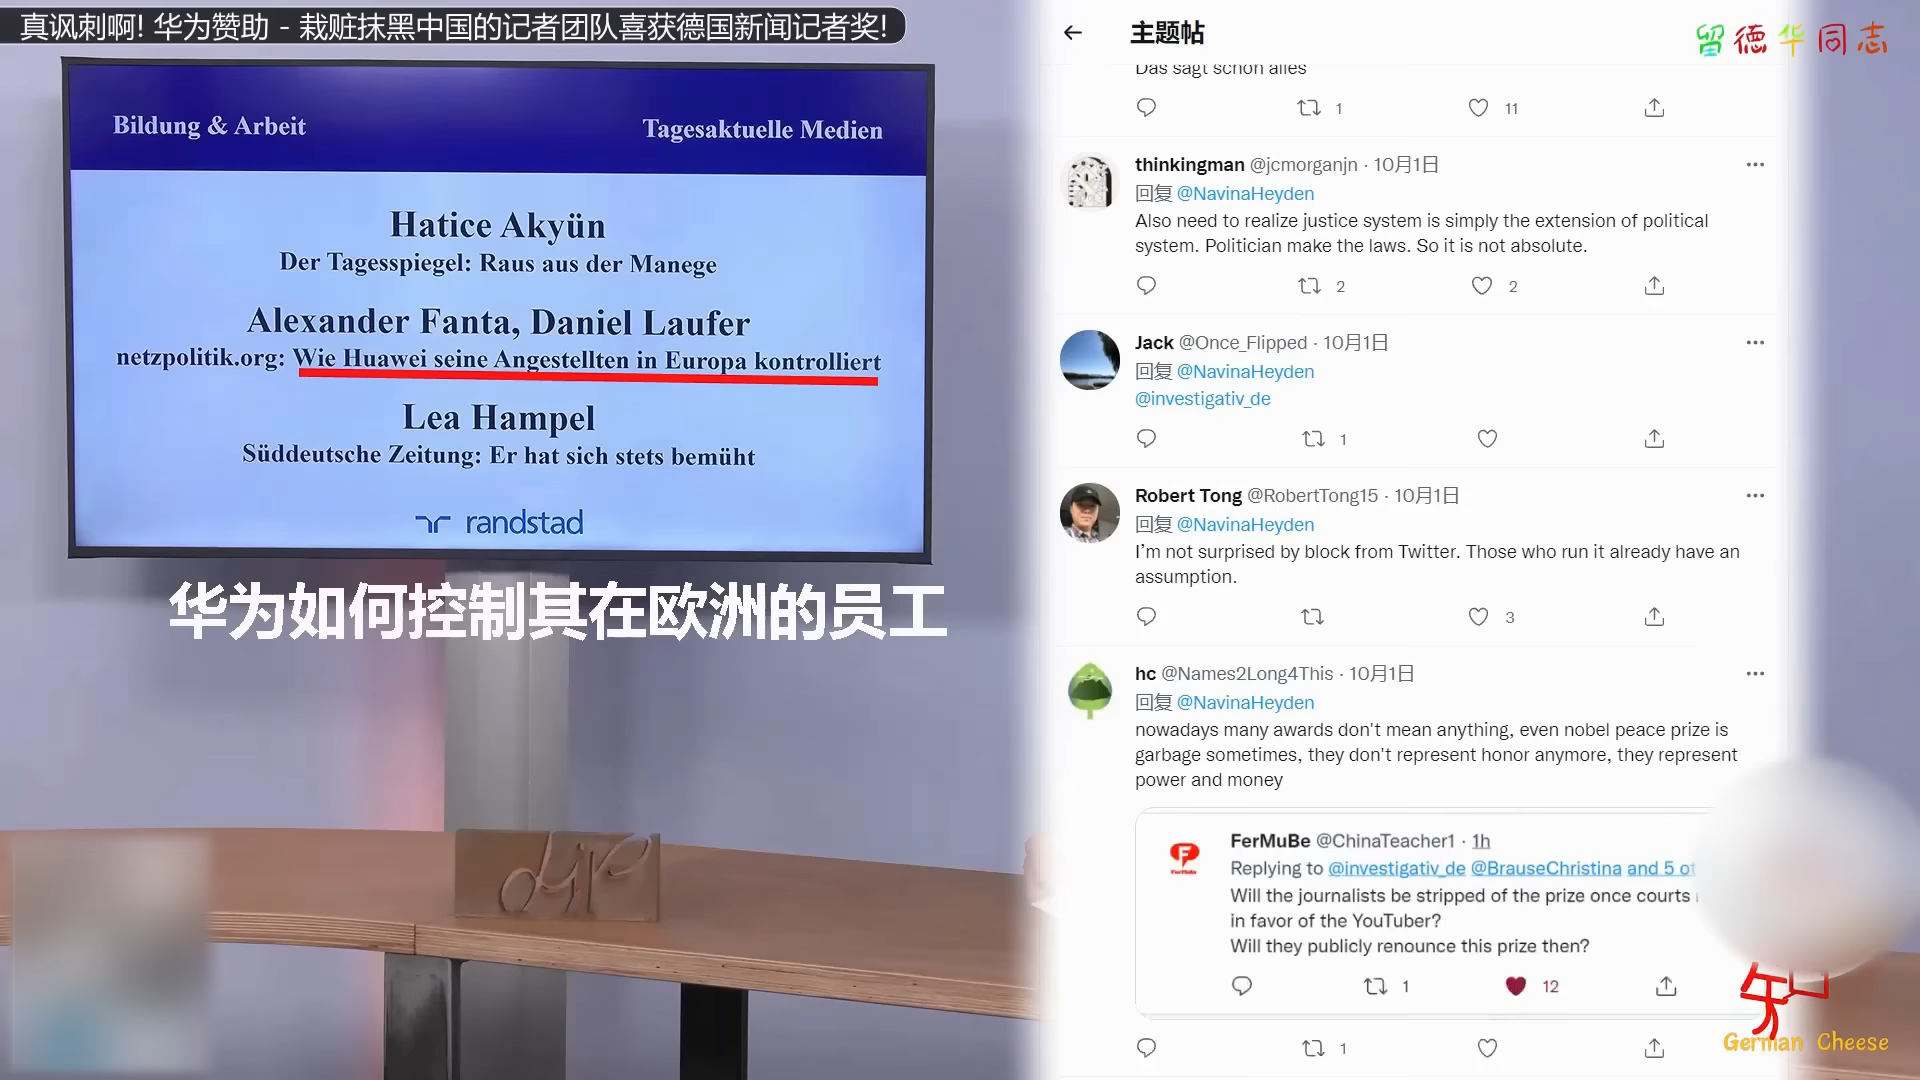 真讽刺啊! 华为赞助 - 栽赃抹黑中国的记者团队喜获德国新闻记者奖!
Bildung & Arbeit
Tagesaktuelle Medien
Hatice Akyün
Der Tagesspiegel: Raus aus der Manege
Alexander Fanta, Daniel Laufer
netzpolitik.org: Wie Huawei seine Angestellten in Europa kontrolliert
Lea Hampel
Süddeutsche Zeitung: Er hat sich stets bemüht
randstad
华为如何控制其在欧洲的员工
djp
主题帖
留德华同志
Das sagt schon alles
1 11
thinkingman @jcmorganjn · 10月1日
回复 @NavinaHeyden
Also need to realize justice system is simply the extension of political
system. Politician make the laws. So it is not absolute.
2 2
Jack @Once_Flipped · 10月1日
回复 @NavinaHeyden
@investigativ_de
1
Robert Tong @RobertTong15 · 10月1日
回复 @NavinaHeyden
I'm not surprised by block from Twitter. Those who run it already have an
assumption.
3
hc @Names2Long4This · 10月1日
回复 @NavinaHeyden
nowadays many awards don't mean anything, even nobel peace prize is
garbage sometimes, they don't represent honor anymore, they represent
power and money
FerMuBe @ChinaTeacher1 · 1h
Replying to @investigativ_de @BrauseChristina and 5 ot
Will the journalists be stripped of the prize once courts
in favor of the YouTuber?
Will they publicly renounce this prize then?
1 12
1
知
German Cheese